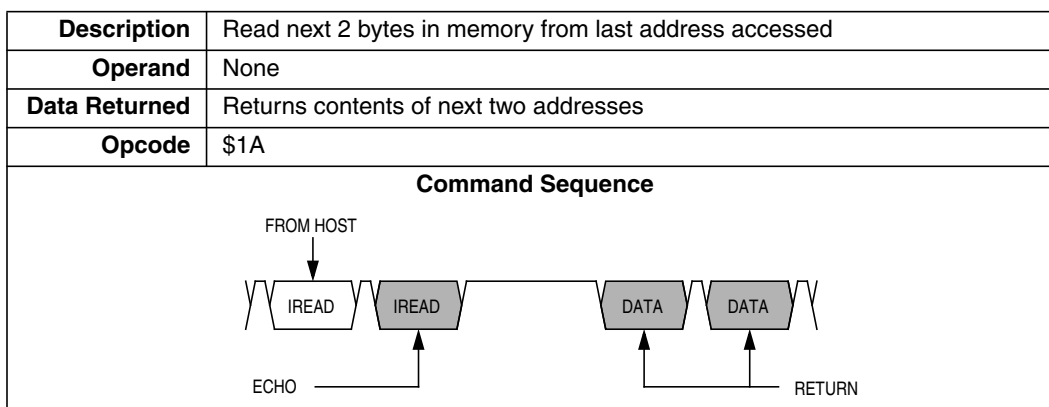 Description Read next 2 bytes in memory from last address accessed
Operand None
Data Returned Returns contents of next two addresses
Opcode $1A
Command Sequence
FROM HOST
IREAD IREAD DATA DATA
ECHO RETURN